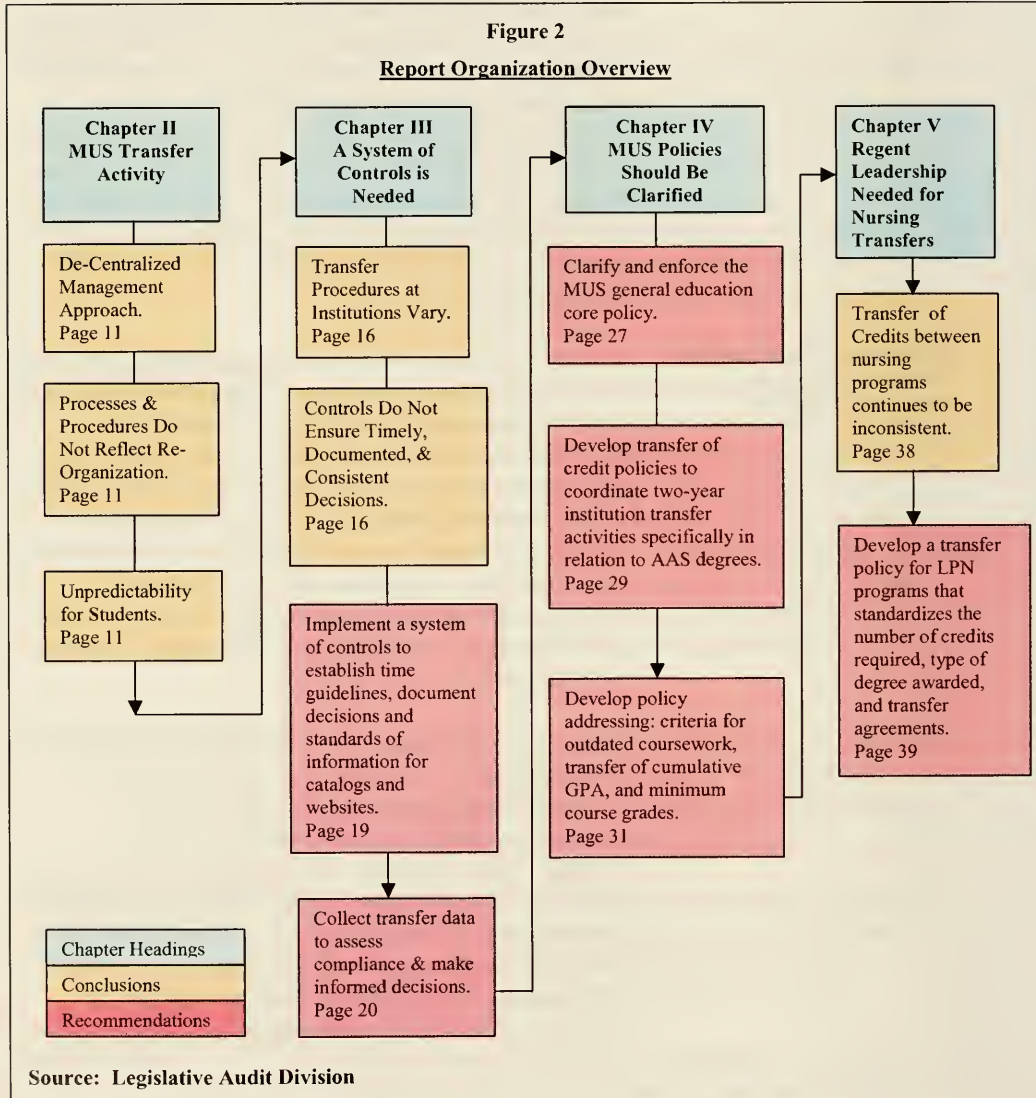 Figure 2
Report Organization Overview
Chapter II
MUS Transfer
Activity
De-Centralized
Management
Approach.
Page 11
Processes &
Procedures Do
Not Reflect Re-
Organization.
Page 11
Unpredictability
for Students.
Page 11
Chapter III
A System of
Controls is
Needed
Transfer
Procedures at
Institutions Vary.
Page 16
Controls Do Not
Ensure Timely,
Documented, &
Consistent
Decisions.
Page 16
Implement a system
of controls to
establish time
guidelines, document
decisions and
standards of
information for
catalogs and
websites.
Page 19
Collect transfer data
to assess
compliance & make
informed decisions.
Page 20
Chapter IV
MUS Policies
Should Be
Clarified
Clarify and enforce the
MUS general education
core policy.
Page 27
Develop transfer of
credit policies to
coordinate two-year
institution transfer
activities specifically in
relation to AAS degrees.
Page 29
Develop policy
addressing: criteria for
outdated coursework,
transfer of cumulative
GPA, and minimum
course grades.
Page 31
Chapter V
Regent
Leadership
Needed for
Nursing
Transfers
Transfer of
Credits between
nursing
programs
continues to be
inconsistent.
Page 38
Develop a transfer
policy for LPN
programs that
standardizes the
number of credits
required, type of
degree awarded,
and transfer
agreements.
Page 39
Chapter Headings
Conclusions
Recommendations
Source: Legislative Audit Division